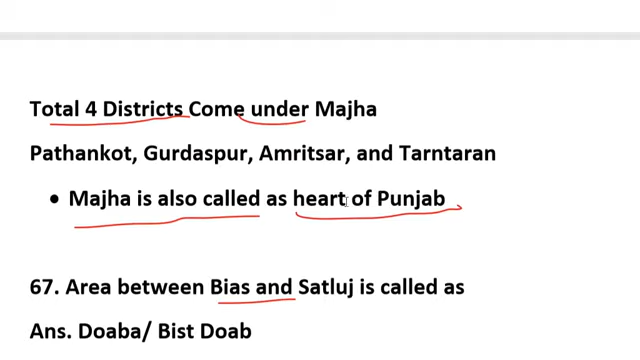 Total 4 Districts Come under Majha
Pathankot, Gurdaspur, Amritsar, and Tarntaran
• Majha is also called as heart of Punjab
67. Area between Bias and Satluj is called as
Ans. Doaba/ Bist Doab